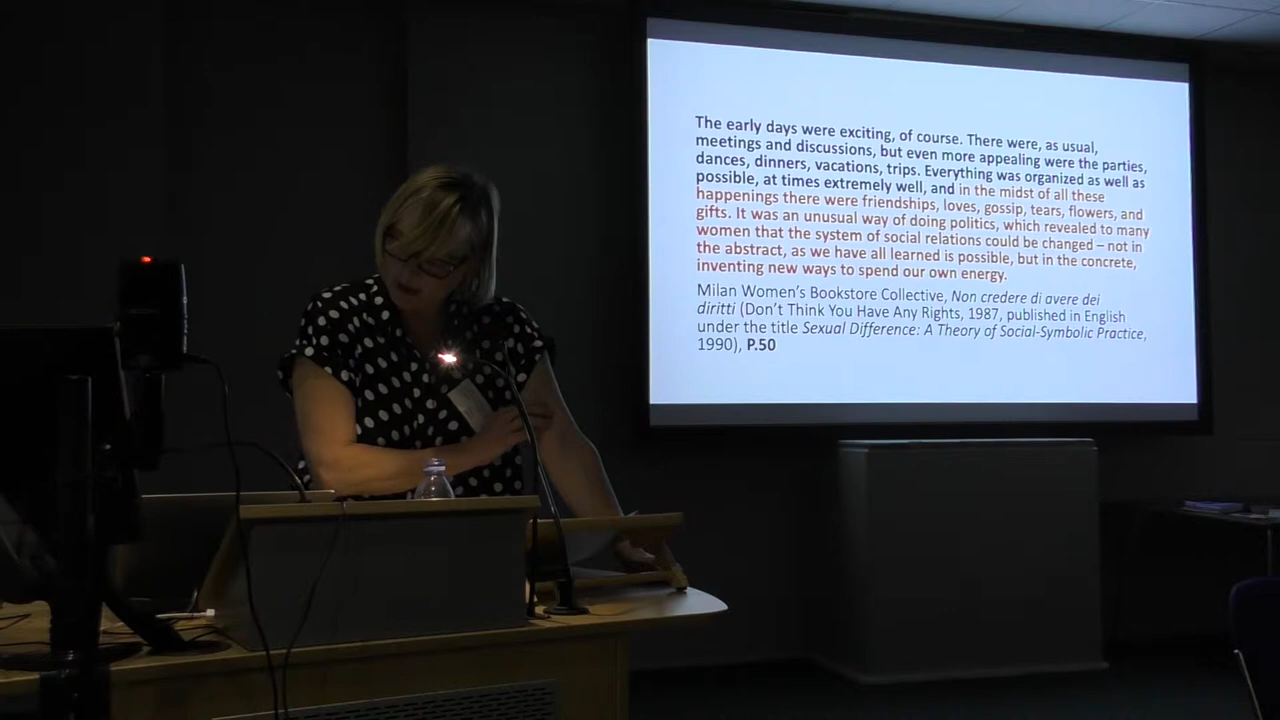 The early days were exciting, of course. There were, as usual,
meetings and discussions, but even more appealing were the parties,
dances, dinners, vacations, trips. Everything was organized as well as
possible, at times extremely well, and in the midst of all these
happenings there were friendships, loves, gossip, tears, flowers, and
gifts. It was an unusual way of doing politics, which revealed to many
women that the system of social relations could be changed – not in
the abstract, as we have all learned is possible, but in the concrete,
inventing new ways to spend our own energy.
Milan Women's Bookstore Collective, Non credere di avere dei
diritti (Don't Think You Have Any Rights, 1987, published in English
under the title Sexual Difference: A Theory of Social-Symbolic Practice,
1990), P.50